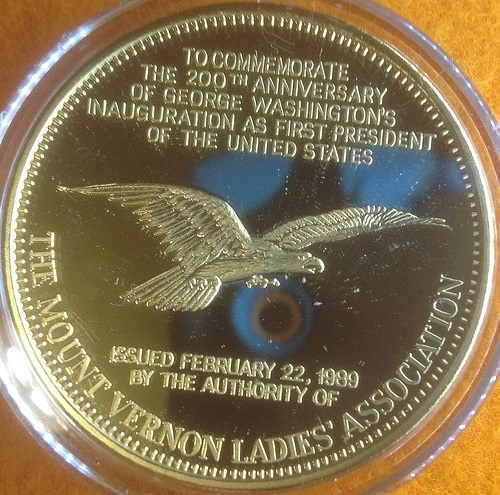 TO COMMEMORATE
THE 200TH ANNIVERSARY
OF GEORGE WASHINGTON'S
INAUGURATION AS FIRST PRESIDENT
OF THE UNITED STATES
ISSUED FEBRUARY 22, 1989
BY THE AUTHORITY OF
THE MOUNT VERNON LADIES' ASSOCIATION